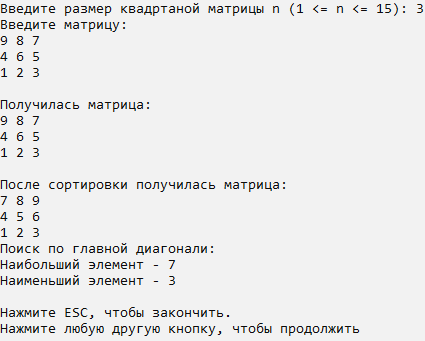 Введите размер квадртаной матрицы n (1 <= n <= 15): 3
Введите матрицу:
9 8 7
4 6 5
1 2 3
Получилась матрица:
9 8 7
4 6 5
1 2 3
После сортировки получилась матрица:
7 8 9
4 5 6
1 2 3
Поиск по главной диагонали:
Наибольший элемент - 7
Наименьший элемент - 3
Нажмите ESC, чтобы закончить.
Нажмите любую другую кнопку, чтобы продолжить